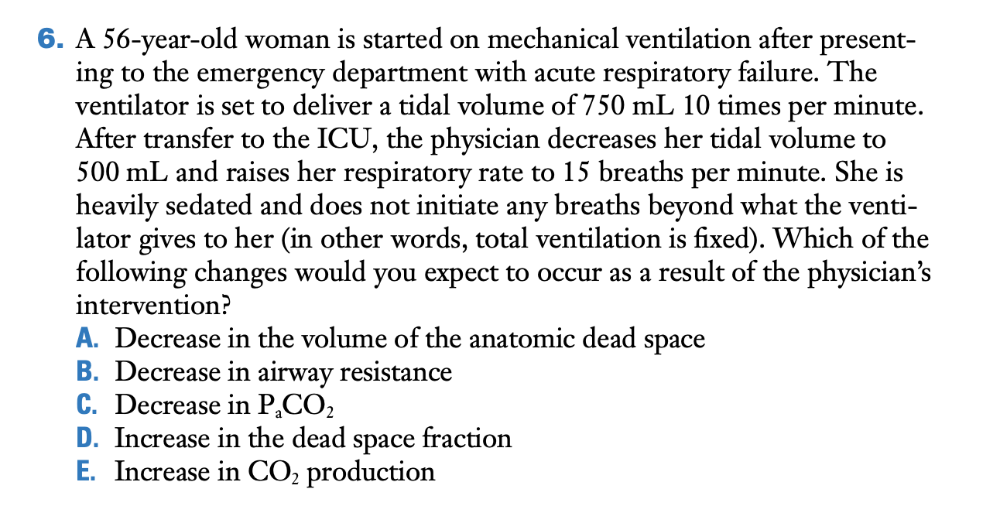 6. A 56-year-old woman is started on mechanical ventilation after present-
ing to the emergency department with acute respiratory failure. The
ventilator is set to deliver a tidal volume of 750 mL 10 times per minute.
After transfer to the ICU, the physician decreases her tidal volume to
500 mL and raises her respiratory rate to 15 breaths per minute. She is
heavily sedated and does not initiate any breaths beyond what the venti-
lator gives to her (in other words, total ventilation is fixed). Which of the
following changes would you expect to occur as a result of the physician’s
intervention?
A. Decrease in the volume of the anatomic dead space
B. Decrease in airway resistance
C. Decrease in PₐCO₂
D. Increase in the dead space fraction
E. Increase in CO₂ production